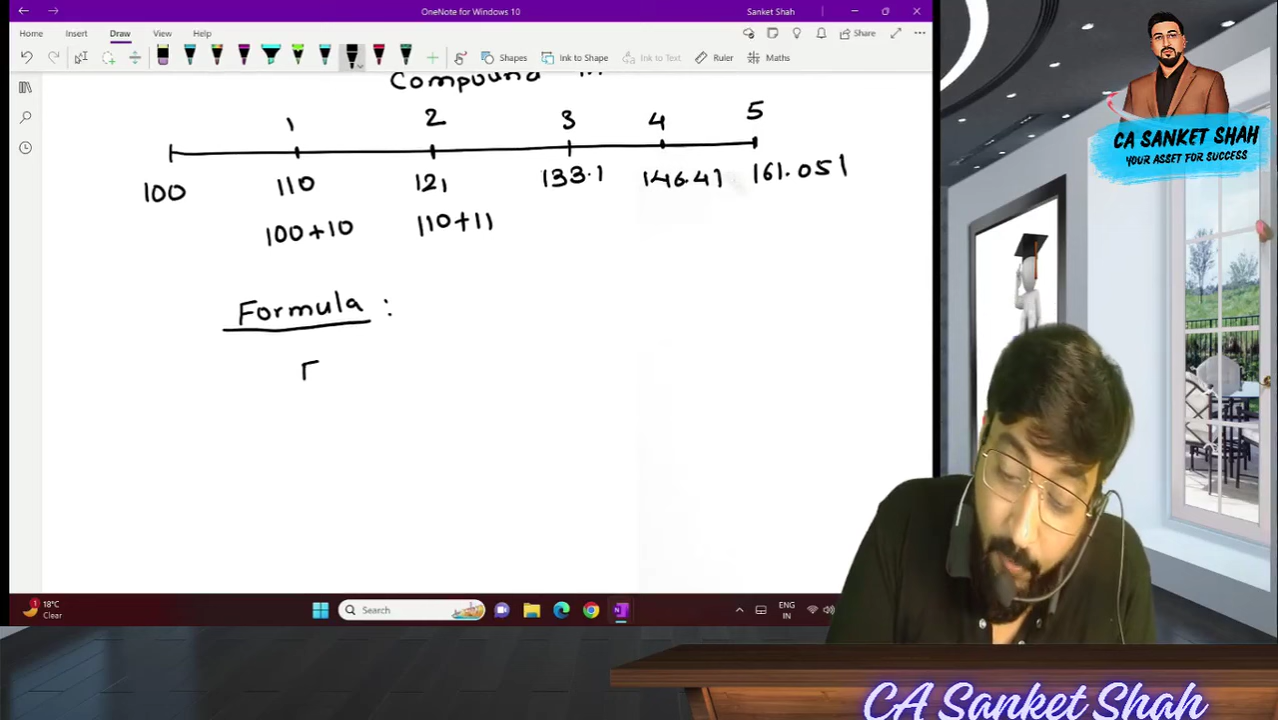 OneNote for Windows 10
Sanket Shah
Home Insert Draw View Help
Share
Shapes Ink to Shape Ink to Text Ruler Maths
Compound
1 2 3 4 5
100 110 121 133.1 146.41 161.051
100+10 110+11
Formula :
CA SANKET SHAH
YOUR ASSET FOR SUCCESS
1
18°C
Clear
Search
ENG
IN
CA Sanket Shah